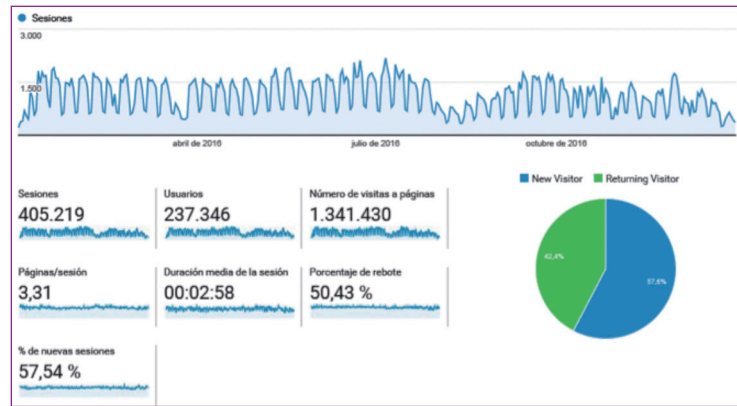 Sesiones
3.000
1.500
abril de 2016
julio de 2016
octubre de 2016
Sesiones
405.219
Usuarios
237.346
Número de visitas a páginas
1.341.430
Páginas/sesión
3,31
Duración media de la sesión
00:02:58
Porcentaje de rebote
50,43 %
% de nuevas sesiones
57,54 %
New Visitor
Returning Visitor
42,4%
57,6%